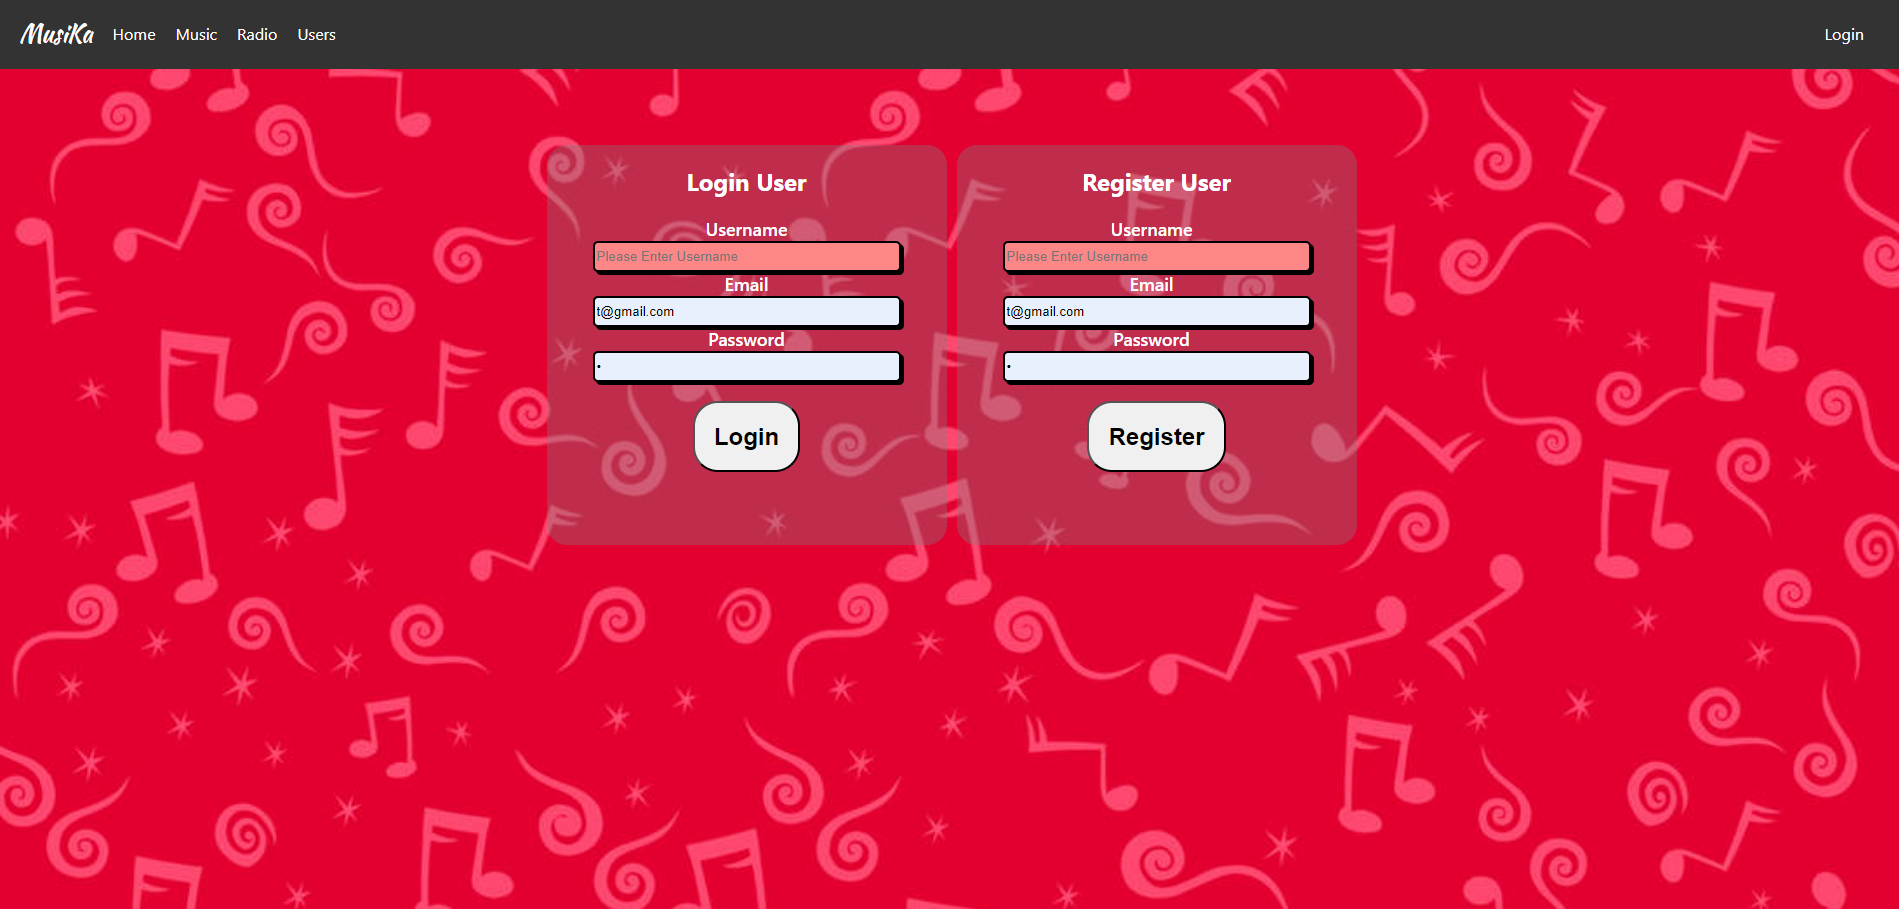 MusiKa Home Music Radio Users Login
Login User
Username
Please Enter Username
Email
t@gmail.com
Password
•
Login
Register User
Username
Please Enter Username
Email
t@gmail.com
Password
•
Register